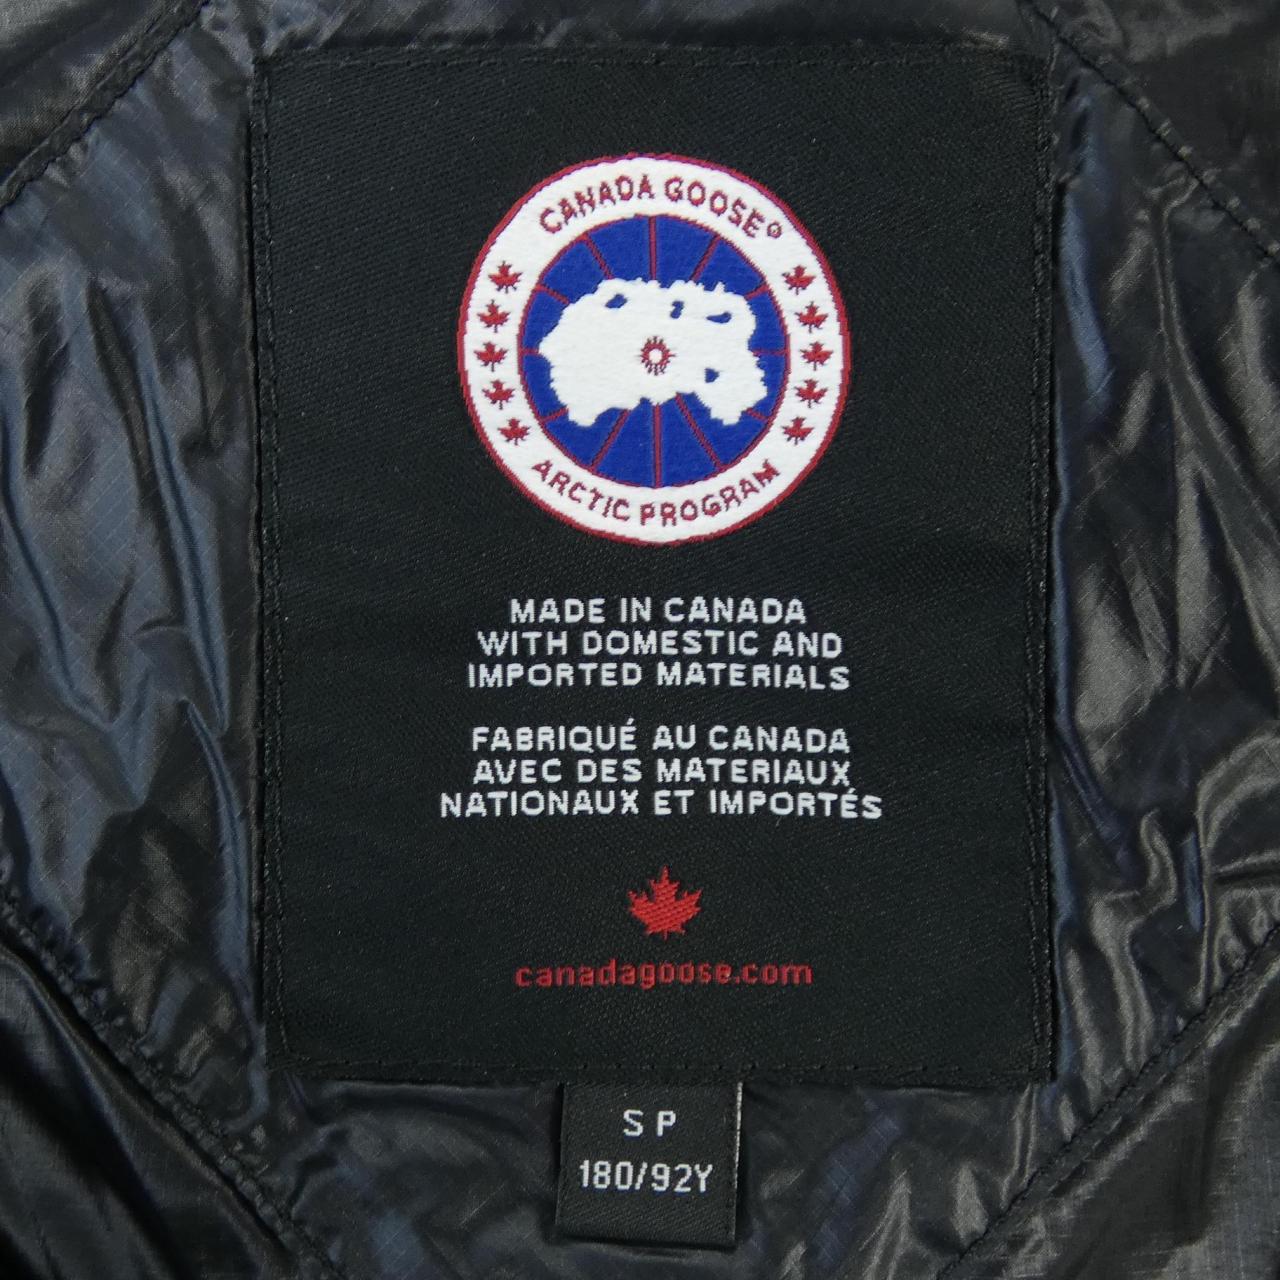 CANADA GOOSE®
ARCTIC PROGRAM
MADE IN CANADA
WITH DOMESTIC AND
IMPORTED MATERIALS
FABRIQUÉ AU CANADA
AVEC DES MATERIAUX
NATIONAUX ET IMPORTÉS
canadagoose.com
S P
180/92Y